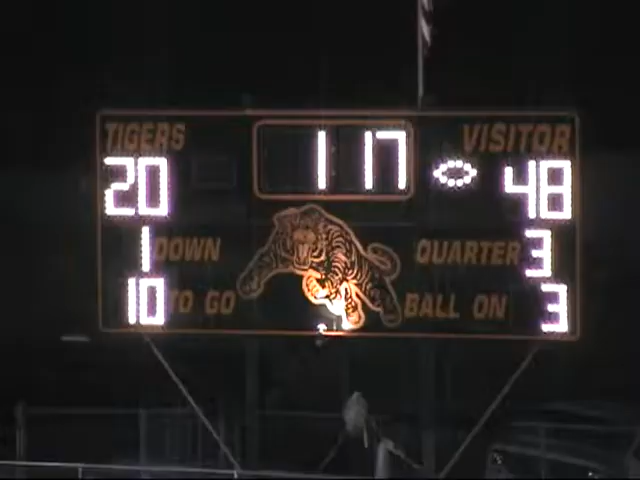 TIGERS 1 17 VISITOR
20 48
1 DOWN QUARTER 3
10 TO GO BALL ON 3